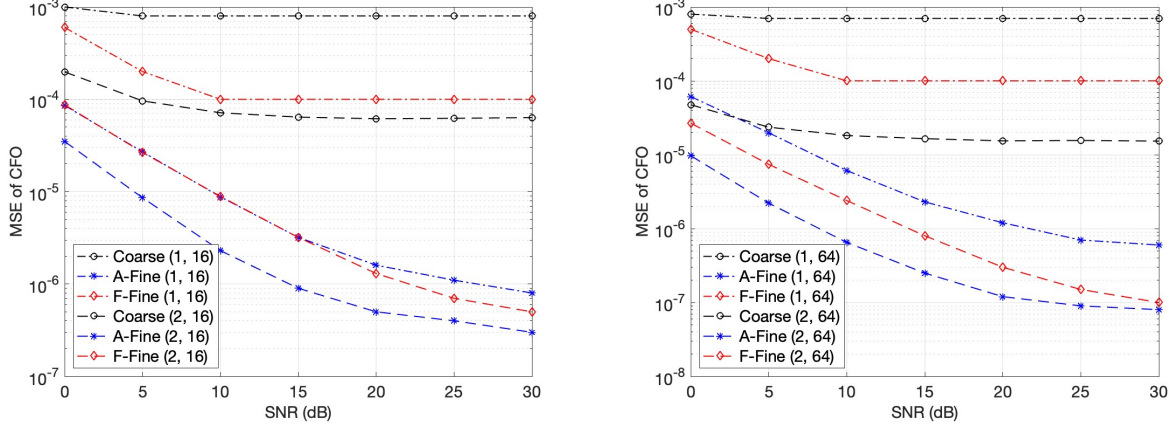 10-3
10-4
10-5
10-6
10-7
MSE of CFO
Coarse (1, 16)
A-Fine (1, 16)
F-Fine (1, 16)
Coarse (2, 16)
A-Fine (2, 16)
F-Fine (2, 16)
0 5 10 15 20 25 30
SNR (dB)
10-3
10-4
10-5
10-6
10-7
10-8
MSE of CFO
Coarse (1, 64)
A-Fine (1, 64)
F-Fine (1, 64)
Coarse (2, 64)
A-Fine (2, 64)
F-Fine (2, 64)
0 5 10 15 20 25 30
SNR (dB)